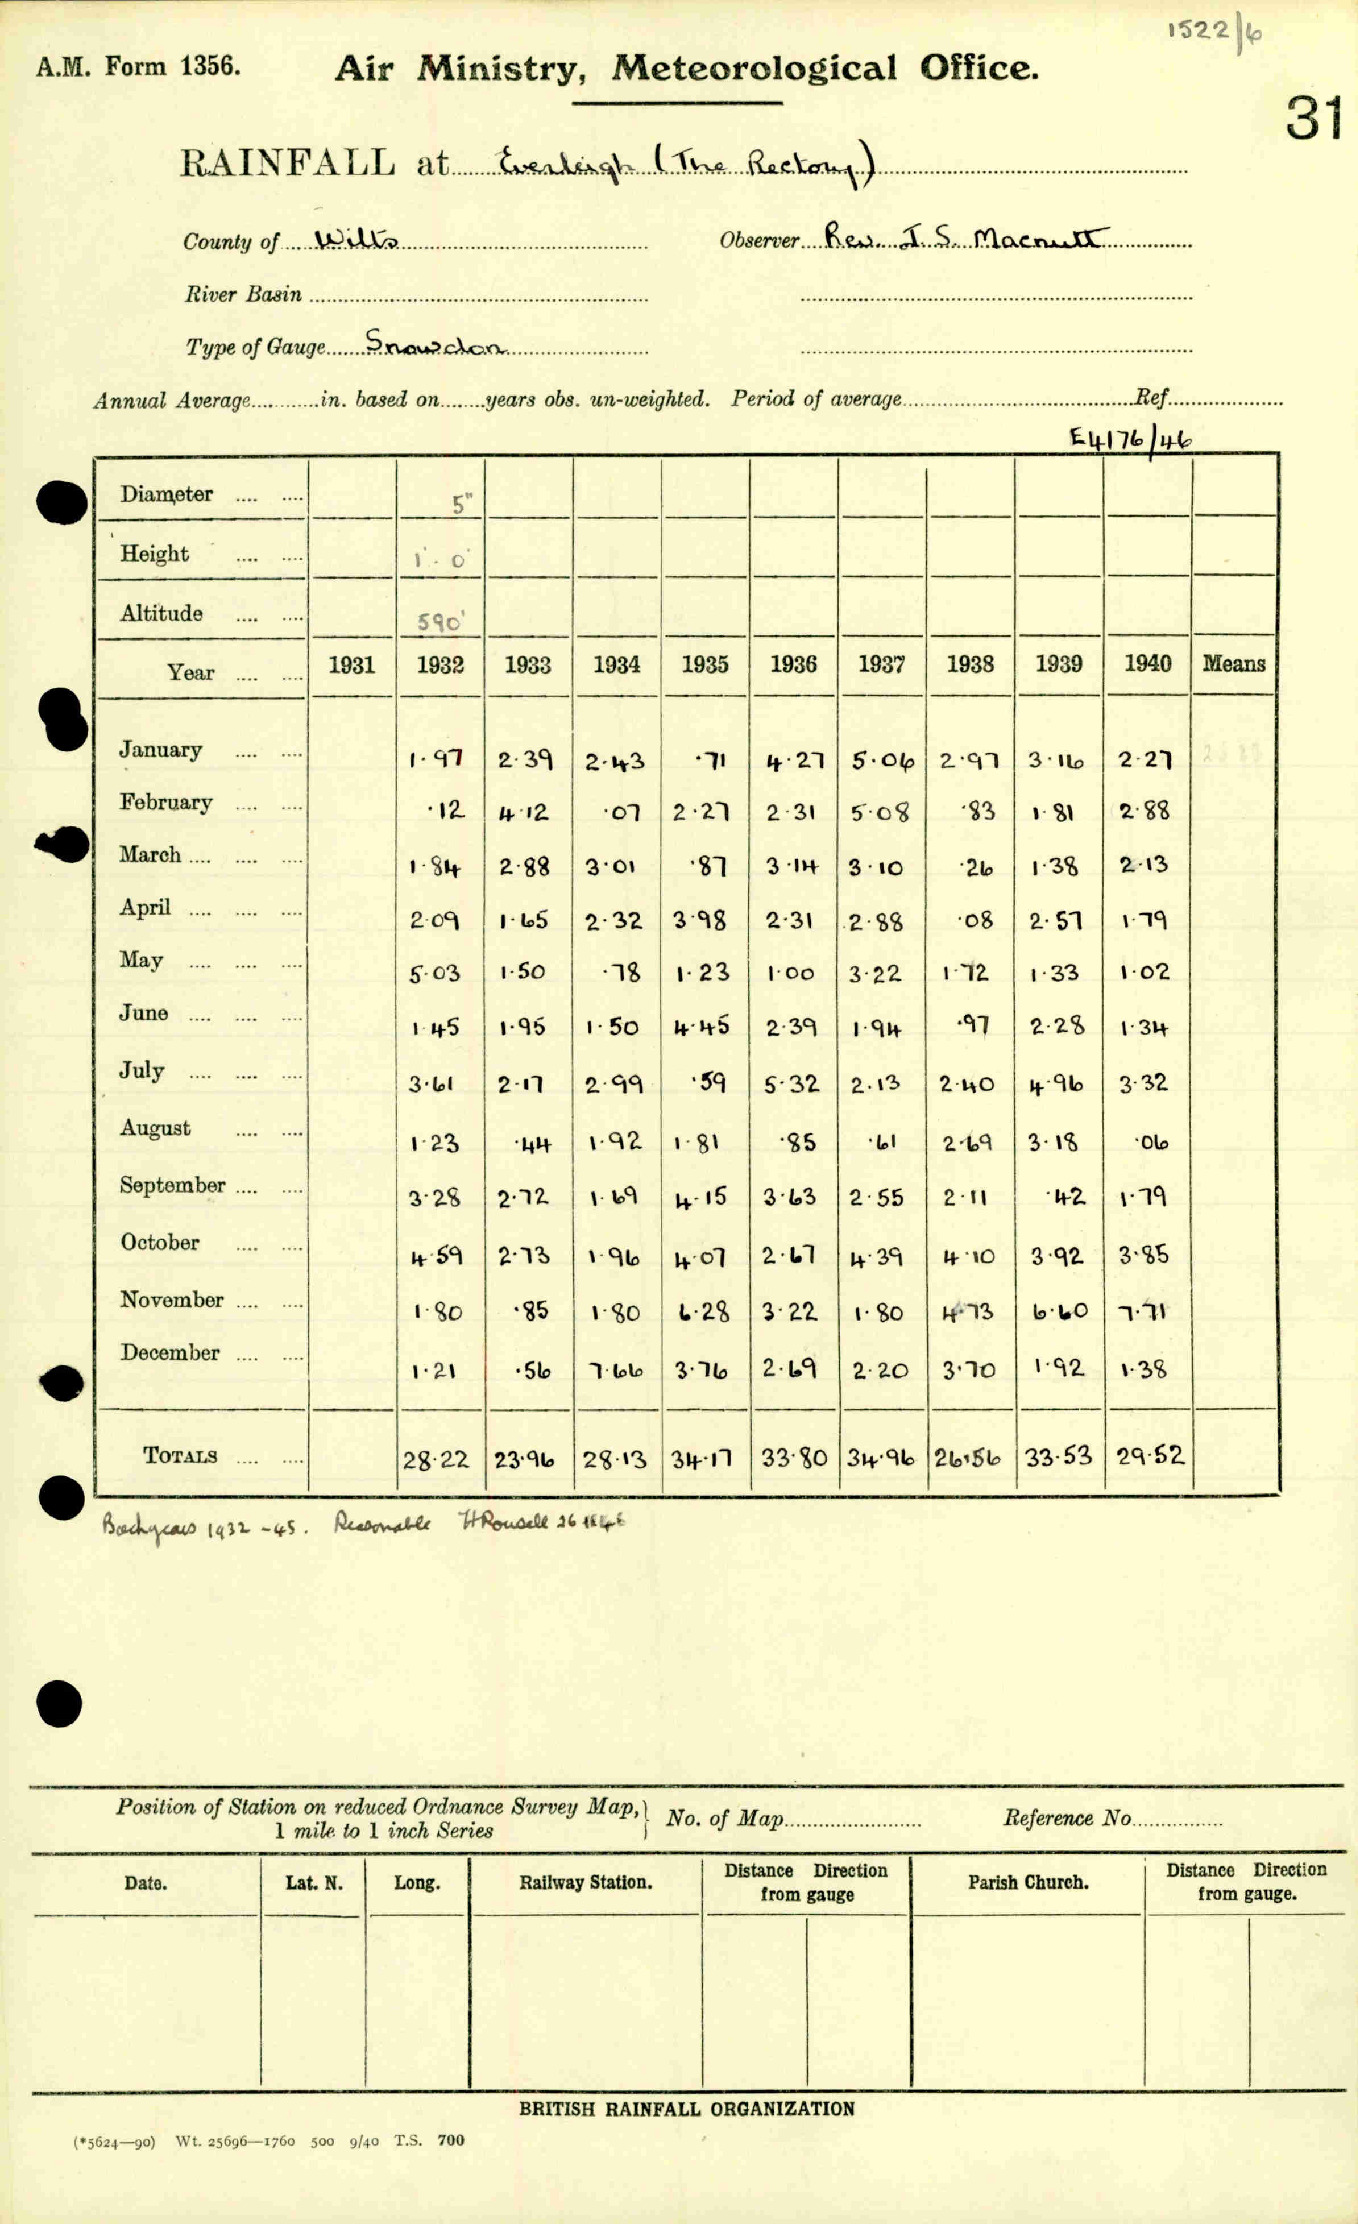 1522/6
A.M. Form 1356. Air Ministry, Meteorological Office.
31
RAINFALL at Everleigh (The Rectory)
County of Wilts Observer Rev. J. S. Macnutt
River Basin
Type of Gauge Snowdon
Annual Average in. based on years obs. un-weighted. Period of average Ref.
E4176/46
Diameter 5"
Height 1'-0"
Altitude 590'
Year 1931 1932 1933 1934 1935 1936 1937 1938 1939 1940 Means
January 1.97 2.39 2.43 .71 4.27 5.06 2.97 3.16 2.27
February .12 4.12 .07 2.27 2.31 5.08 .83 1.81 2.88
March 1.84 2.88 3.01 .87 3.14 3.10 .26 1.38 2.13
April 2.09 1.65 2.32 3.98 2.31 2.88 .08 2.57 1.79
May 5.03 1.50 .78 1.23 1.00 3.22 1.72 1.33 1.02
June 1.45 1.95 1.50 4.45 2.39 1.94 .97 2.28 1.34
July 3.61 2.17 2.99 .59 5.32 2.13 2.40 4.96 3.32
August 1.23 .44 1.92 1.81 .85 .61 2.69 3.18 .06
September 3.28 2.72 1.69 4.15 3.63 2.55 2.11 .42 1.79
October 4.59 2.73 1.96 4.07 2.67 4.39 4.10 3.92 3.85
November 1.80 .85 1.80 6.28 3.22 1.80 4.73 6.60 7.71
December 1.21 .56 7.66 3.76 2.69 2.20 3.70 1.92 1.38
TOTALS 28.22 23.96 28.13 34.17 33.80 34.96 26.56 33.53 29.52
1932-45. Reasonable
Position of Station on reduced Ordnance Survey Map, No. of Map Reference No.
1 mile to 1 inch Series
Date. Lat. N. Long. Railway Station. Distance Direction from gauge Parish Church. Distance Direction from gauge.
BRITISH RAINFALL ORGANIZATION
(*5624—90) Wt. 25696—1760 500 9/40 T.S. 700